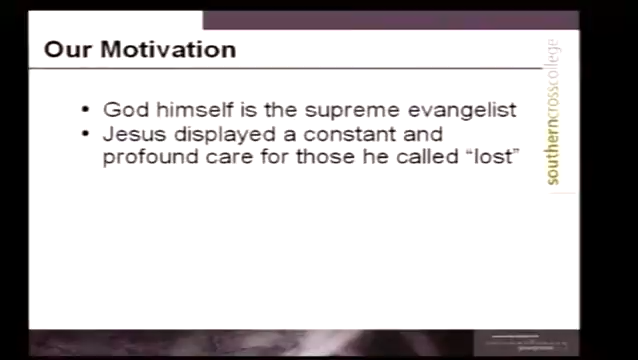 Our Motivation
• God himself is the supreme evangelist
• Jesus displayed a constant and
profound care for those he called “lost”
southerncrosscollege